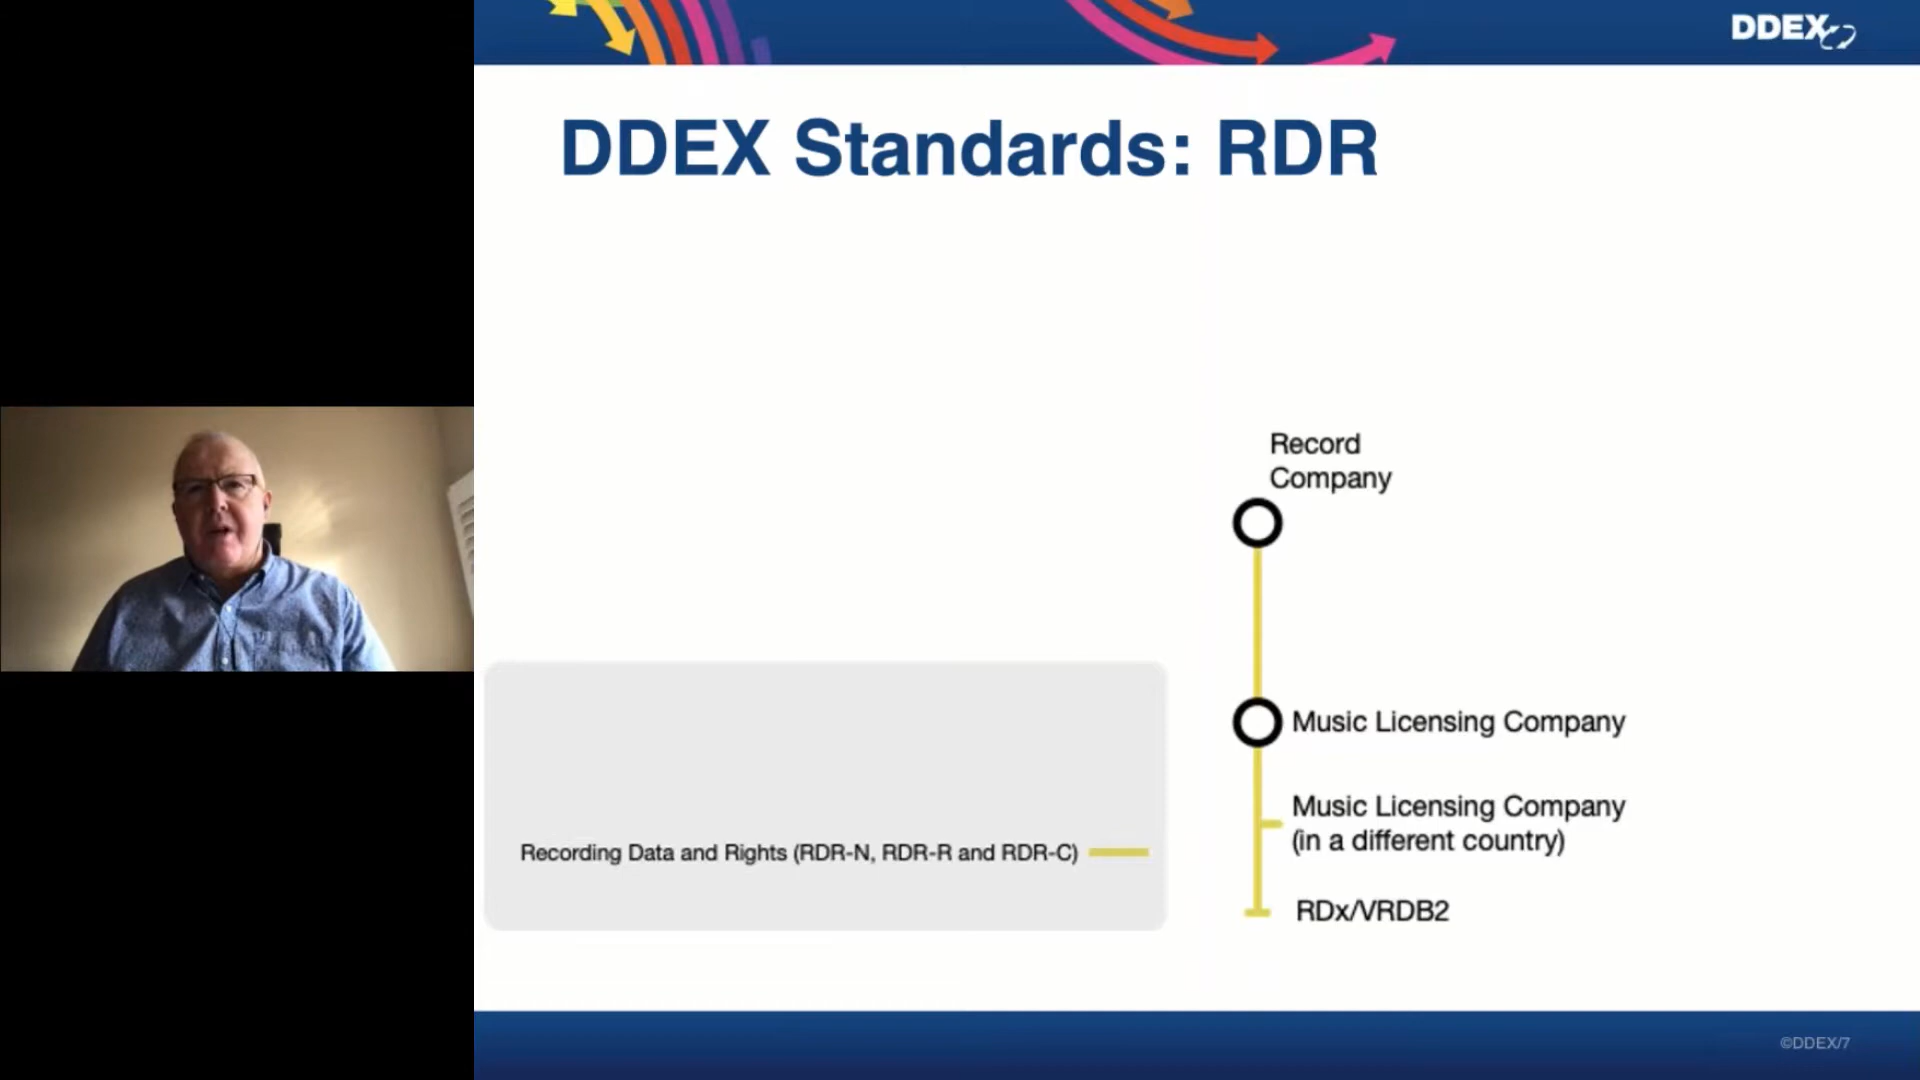 DDEX
DDEX Standards: RDR
Record
Company
Music Licensing Company
Music Licensing Company
(in a different country)
Recording Data and Rights (RDR-N, RDR-R and RDR-C)
RDx/VRDB2
©DDEX/7